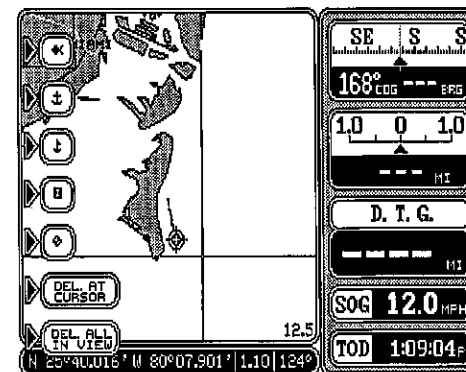 SE S S
168° COG --- BRG
1.0 0 1.0
--- MI
D. T. G.
---- MI
DEL. AT
CURSOR
DEL. ALL
IN VIEW
12.5
SOG 12.0 MPH
TOD 1:09:04
N 25°40.016' W 80°07.901' 1.10 124°